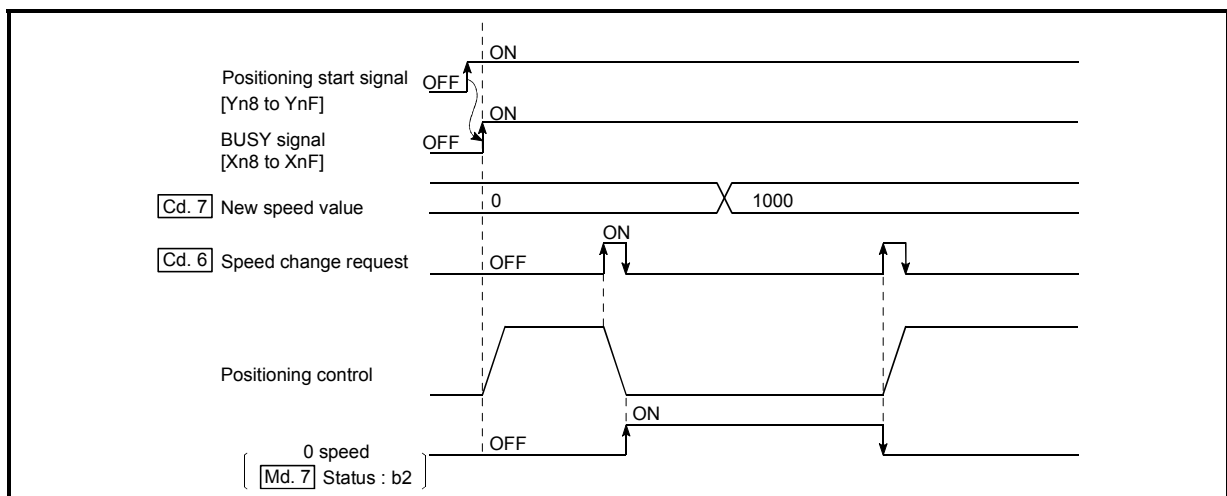 ON
Positioning start signal OFF
[Yn8 to YnF]
ON
BUSY signal OFF
[Xn8 to XnF]
Cd. 7 New speed value 0 1000
ON
Cd. 6 Speed change request OFF
Positioning control
ON
0 speed OFF
Md. 7 Status : b2